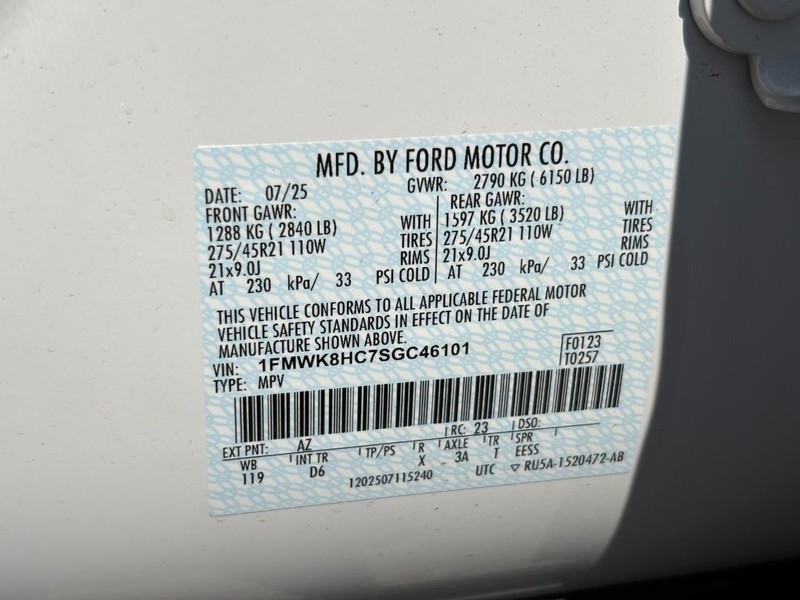 MFD. BY FORD MOTOR CO.
DATE: 07/25 GVWR: 2790 KG ( 6150 LB)
FRONT GAWR: REAR GAWR:
1288 KG ( 2840 LB) WITH 1597 KG ( 3520 LB) WITH
275/45R21 110W TIRES 275/45R21 110W TIRES
21x9.0J RIMS 21x9.0J RIMS
AT 230 kPa/ 33 PSI COLD AT 230 kPa/ 33 PSI COLD
THIS VEHICLE CONFORMS TO ALL APPLICABLE FEDERAL MOTOR
VEHICLE SAFETY STANDARDS IN EFFECT ON THE DATE OF
MANUFACTURE SHOWN ABOVE.
VIN: 1FMWK8HC7SGC46101 F0123
TYPE: MPV T0257
EXT PNT: AZ RC: 23 DSO:
WB INT TR TP/PS R AXLE TR SPR
119 D6 X 3A T EESS
1202507115240 UTC ▽ RU5A-1520472-AB